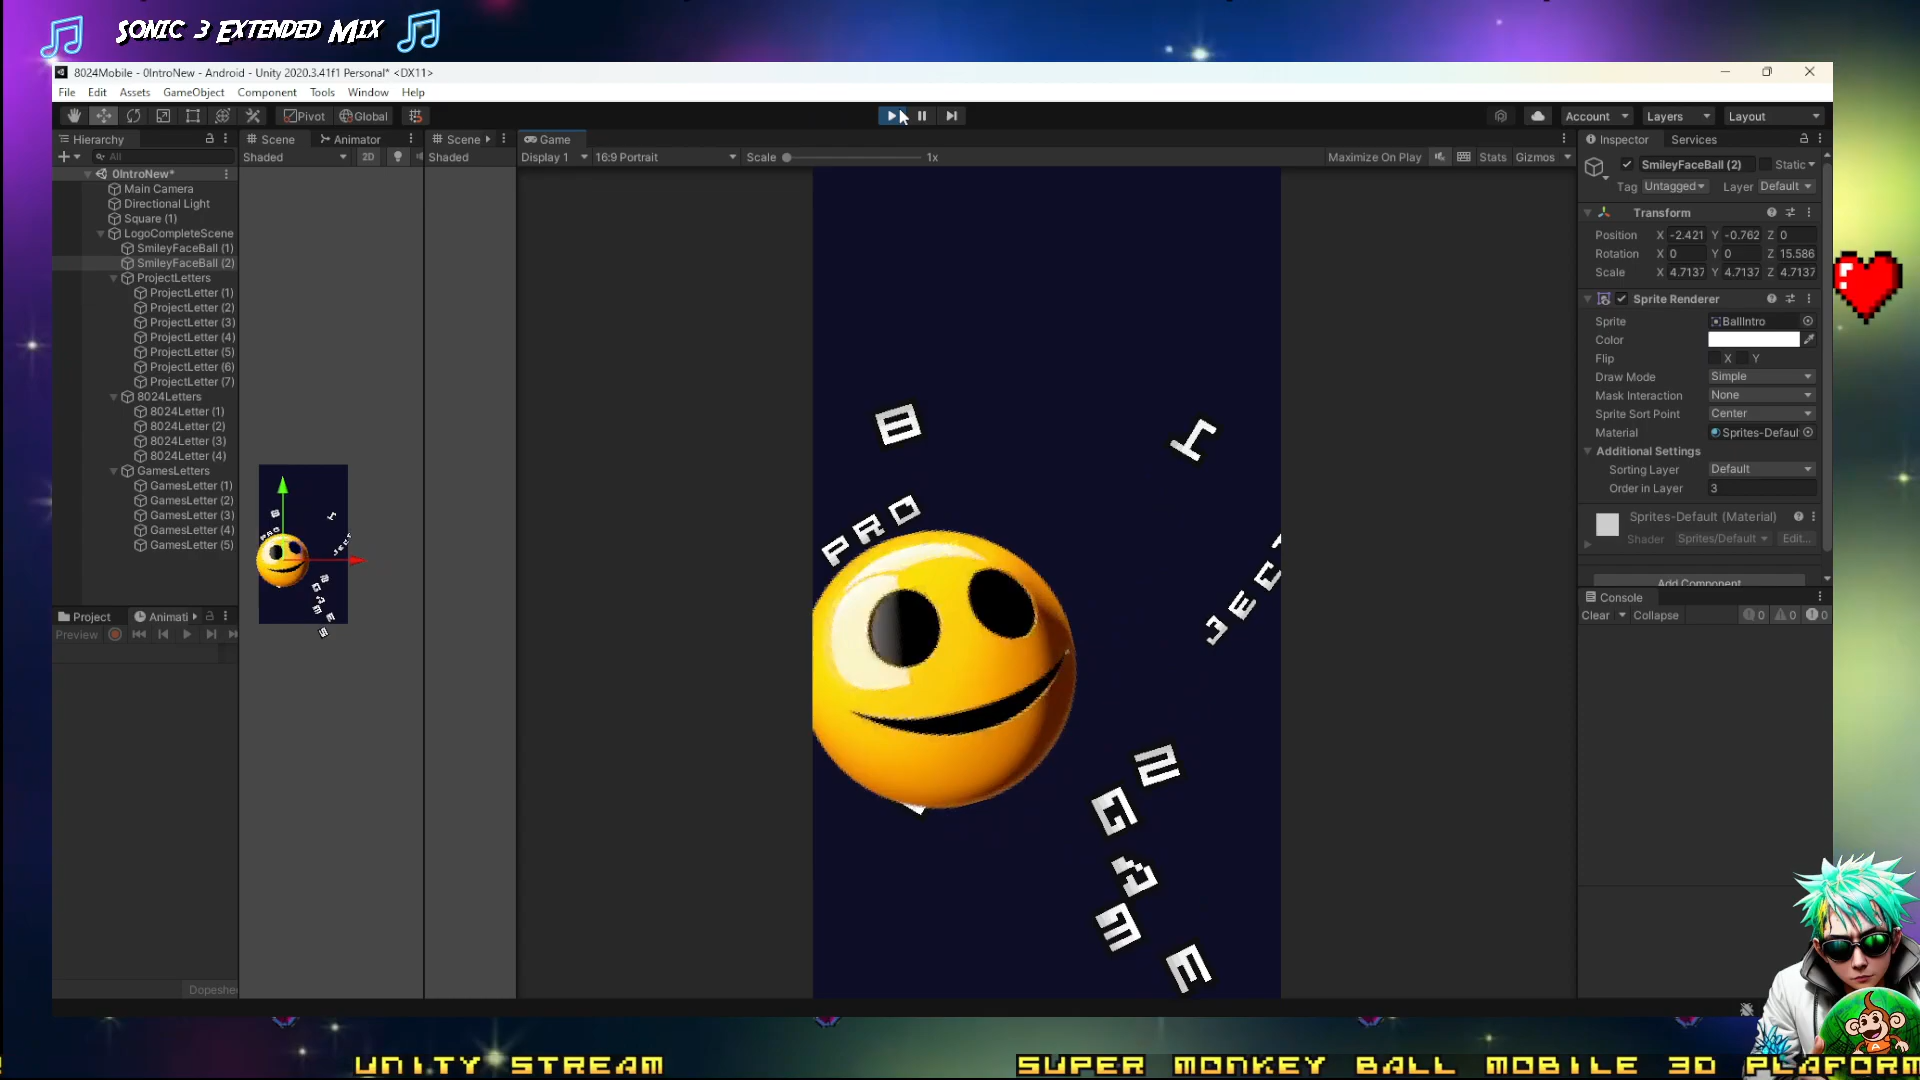 Sonic 3 Extended Mix
8024Mobile - 0IntroNew - Android - Unity 2020.3.41f1 Personal* <DX11>
File Edit Assets GameObject Component Tools Window Help
Pivot Global Account Layers Layout
Hierarchy Scene Animator Scene Game Inspector Services
All Shaded 2D Shaded Display 1 16:9 Portrait Scale 1x Maximize On Play Stats Gizmos
SmileyFaceBall (2) Static
Tag Untagged Layer Default
0IntroNew*
Main Camera
Directional Light
Square (1)
LogoCompleteScene
SmileyFaceBall (1)
SmileyFaceBall (2)
ProjectLetters
ProjectLetter (1)
ProjectLetter (2)
ProjectLetter (3)
ProjectLetter (4)
ProjectLetter (5)
ProjectLetter (6)
ProjectLetter (7)
8024Letters
8024Letter (1)
8024Letter (2)
8024Letter (3)
8024Letter (4)
GamesLetters
GamesLetter (1)
GamesLetter (2)
GamesLetter (3)
GamesLetter (4)
GamesLetter (5)
Project Animati
Preview
Dopeshe
8
PRO
JEC
2
G
A
M
E
Transform
Position X -2.421 Y -0.762 Z 0
Rotation X 0 Y 0 Z 15.586
Scale X 4.7137 Y 4.7137 Z 4.7137
Sprite Renderer
Sprite BallIntro
Color
Flip X Y
Draw Mode Simple
Mask Interaction None
Sprite Sort Point Center
Material Sprites-Defaul
Additional Settings
Sorting Layer Default
Order in Layer 3
Sprites-Default (Material)
Shader Sprites/Default Edit...
Add Component
Console
Clear Collapse 0 0 0
UNITY STREAM SUPER MONKEY BALL MOBILE 3D PLAFORM